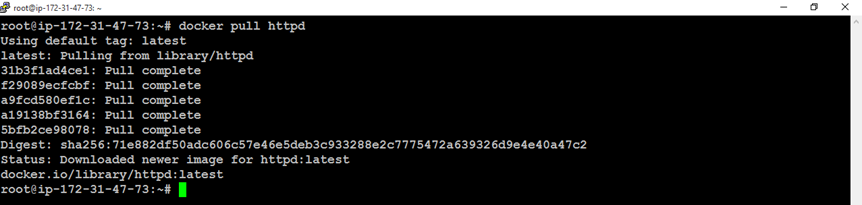 root@ip-172-31-47-73: ~
root@ip-172-31-47-73:~# docker pull httpd
Using default tag: latest
latest: Pulling from library/httpd
31b3f1ad4ce1: Pull complete
f29089ecfcbf: Pull complete
a9fcd580ef1c: Pull complete
a19138bf3164: Pull complete
5bfb2ce98078: Pull complete
Digest: sha256:71e882df50adc606c57e46e5deb3c933288e2c7775472a639326d9e4e40a47c2
Status: Downloaded newer image for httpd:latest
docker.io/library/httpd:latest
root@ip-172-31-47-73:~#